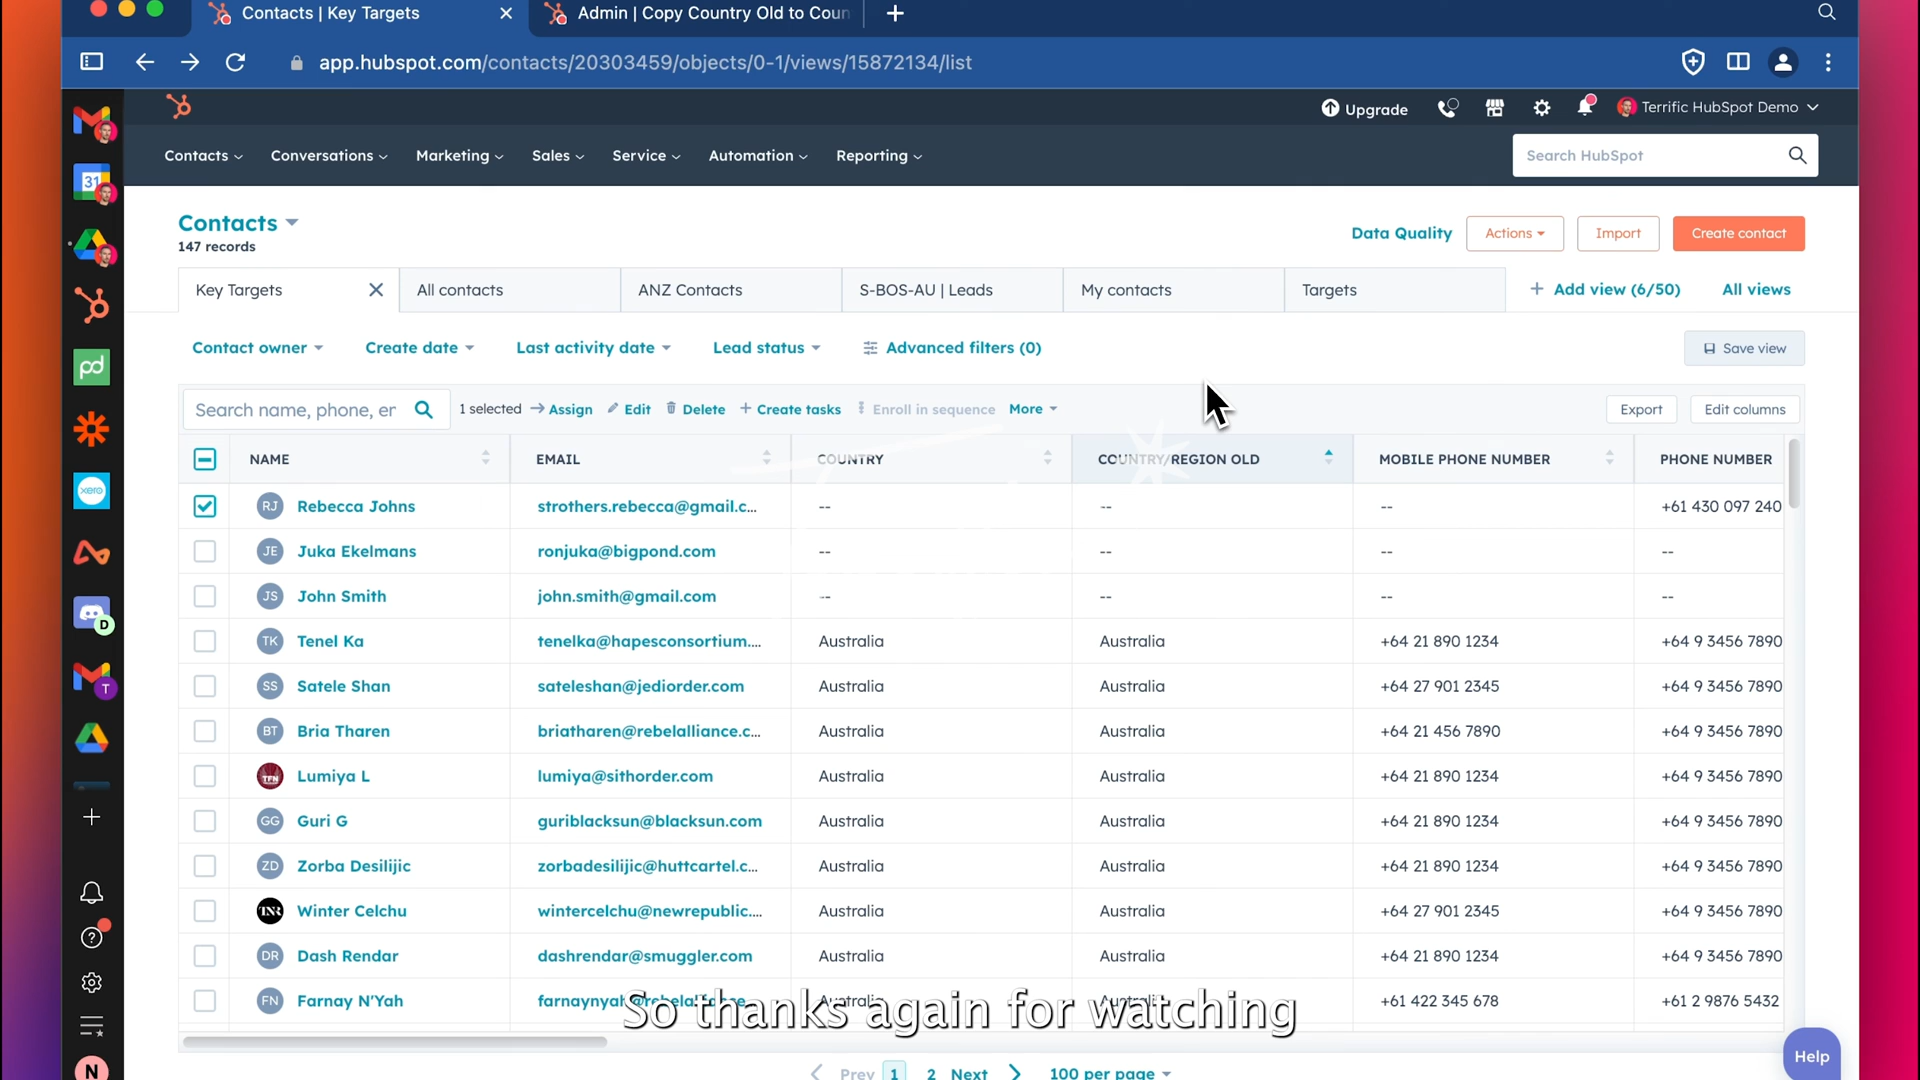 Contacts | Key Targets
Admin | Copy Country Old to Coun
app.hubspot.com/contacts/20303459/objects/0-1/views/15872134/list
Upgrade
Terrific HubSpot Demo
Contacts
Conversations
Marketing
Sales
Service
Automation
Reporting
Search HubSpot
Contacts
147 records
Data Quality
Actions
Import
Create contact
Key Targets
All contacts
ANZ Contacts
S-BOS-AU | Leads
My contacts
Targets
+ Add view (6/50)
All views
Contact owner
Create date
Last activity date
Lead status
Advanced filters (0)
Save view
Search name, phone, er
1 selected
Assign
Edit
Delete
+ Create tasks
Enroll in sequence
More
Export
Edit columns
NAME EMAIL COUNTRY COUNTRY/REGION OLD MOBILE PHONE NUMBER PHONE NUMBER
RJ Rebecca Johns strothers.rebecca@gmail.c... -- -- -- +61 430 097 240
JE Juka Ekelmans ronjuka@bigpond.com -- -- -- --
JS John Smith john.smith@gmail.com -- -- -- --
TK Tenel Ka tenelka@hapesconsortium.... Australia Australia +64 21 890 1234 +64 9 3456 7890
SS Satele Shan sateleshan@jediorder.com Australia Australia +64 27 901 2345 +64 9 3456 7890
BT Bria Tharen briatharen@rebelalliance.c... Australia Australia +64 21 456 7890 +64 9 3456 7890
TFN Lumiya L lumiya@sithorder.com Australia Australia +64 21 890 1234 +64 9 3456 7890
GG Guri G guriblacksun@blacksun.com Australia Australia +64 21 890 1234 +64 9 3456 7890
ZD Zorba Desilijic zorbadesilijic@huttcartel.c... Australia Australia +64 21 890 1234 +64 9 3456 7890
TNR Winter Celchu wintercelchu@newrepublic.... Australia Australia +64 27 901 2345 +64 9 3456 7890
DR Dash Rendar dashrendar@smuggler.com Australia Australia +64 21 890 1234 +64 9 3456 7890
FN Farnay N'Yah Australia Australia +61 422 345 678 +61 2 9876 5432
So thanks again for watching
Prev 1 2 Next 100 per page
Help
31
pd
xero
D
T
N